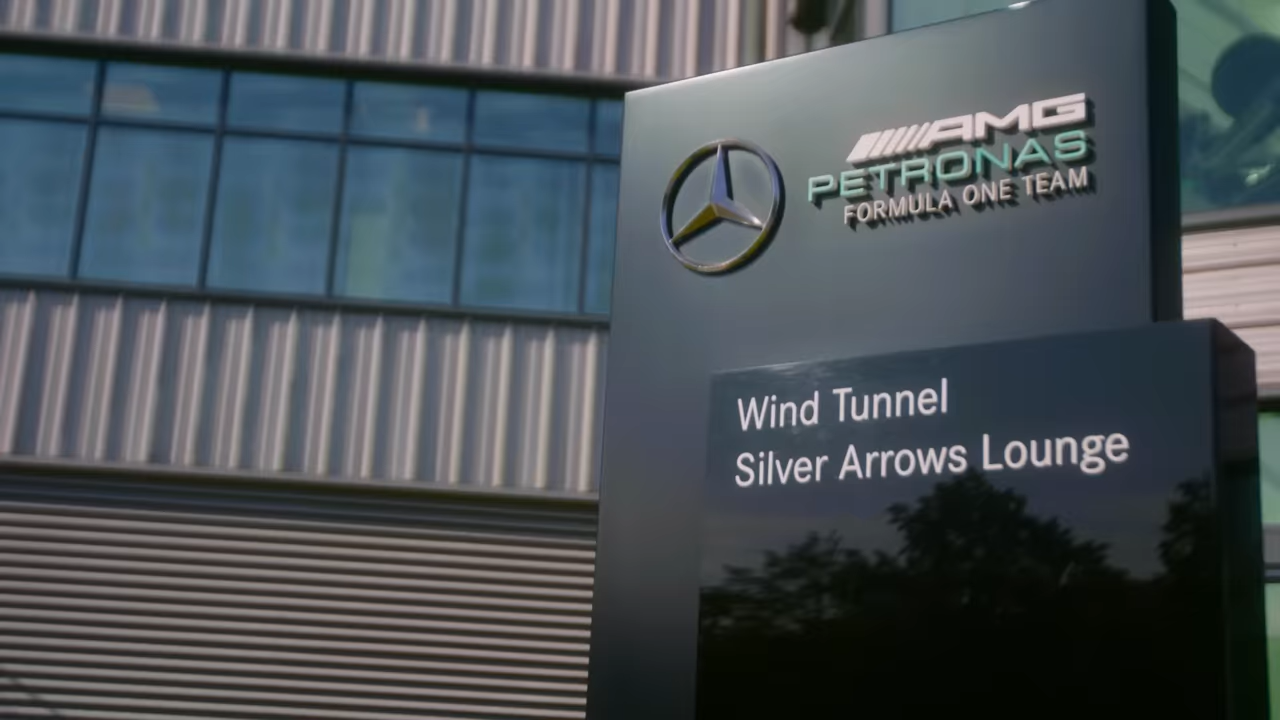 AMG
PETRONAS
FORMULA ONE TEAM
Wind Tunnel
Silver Arrows Lounge